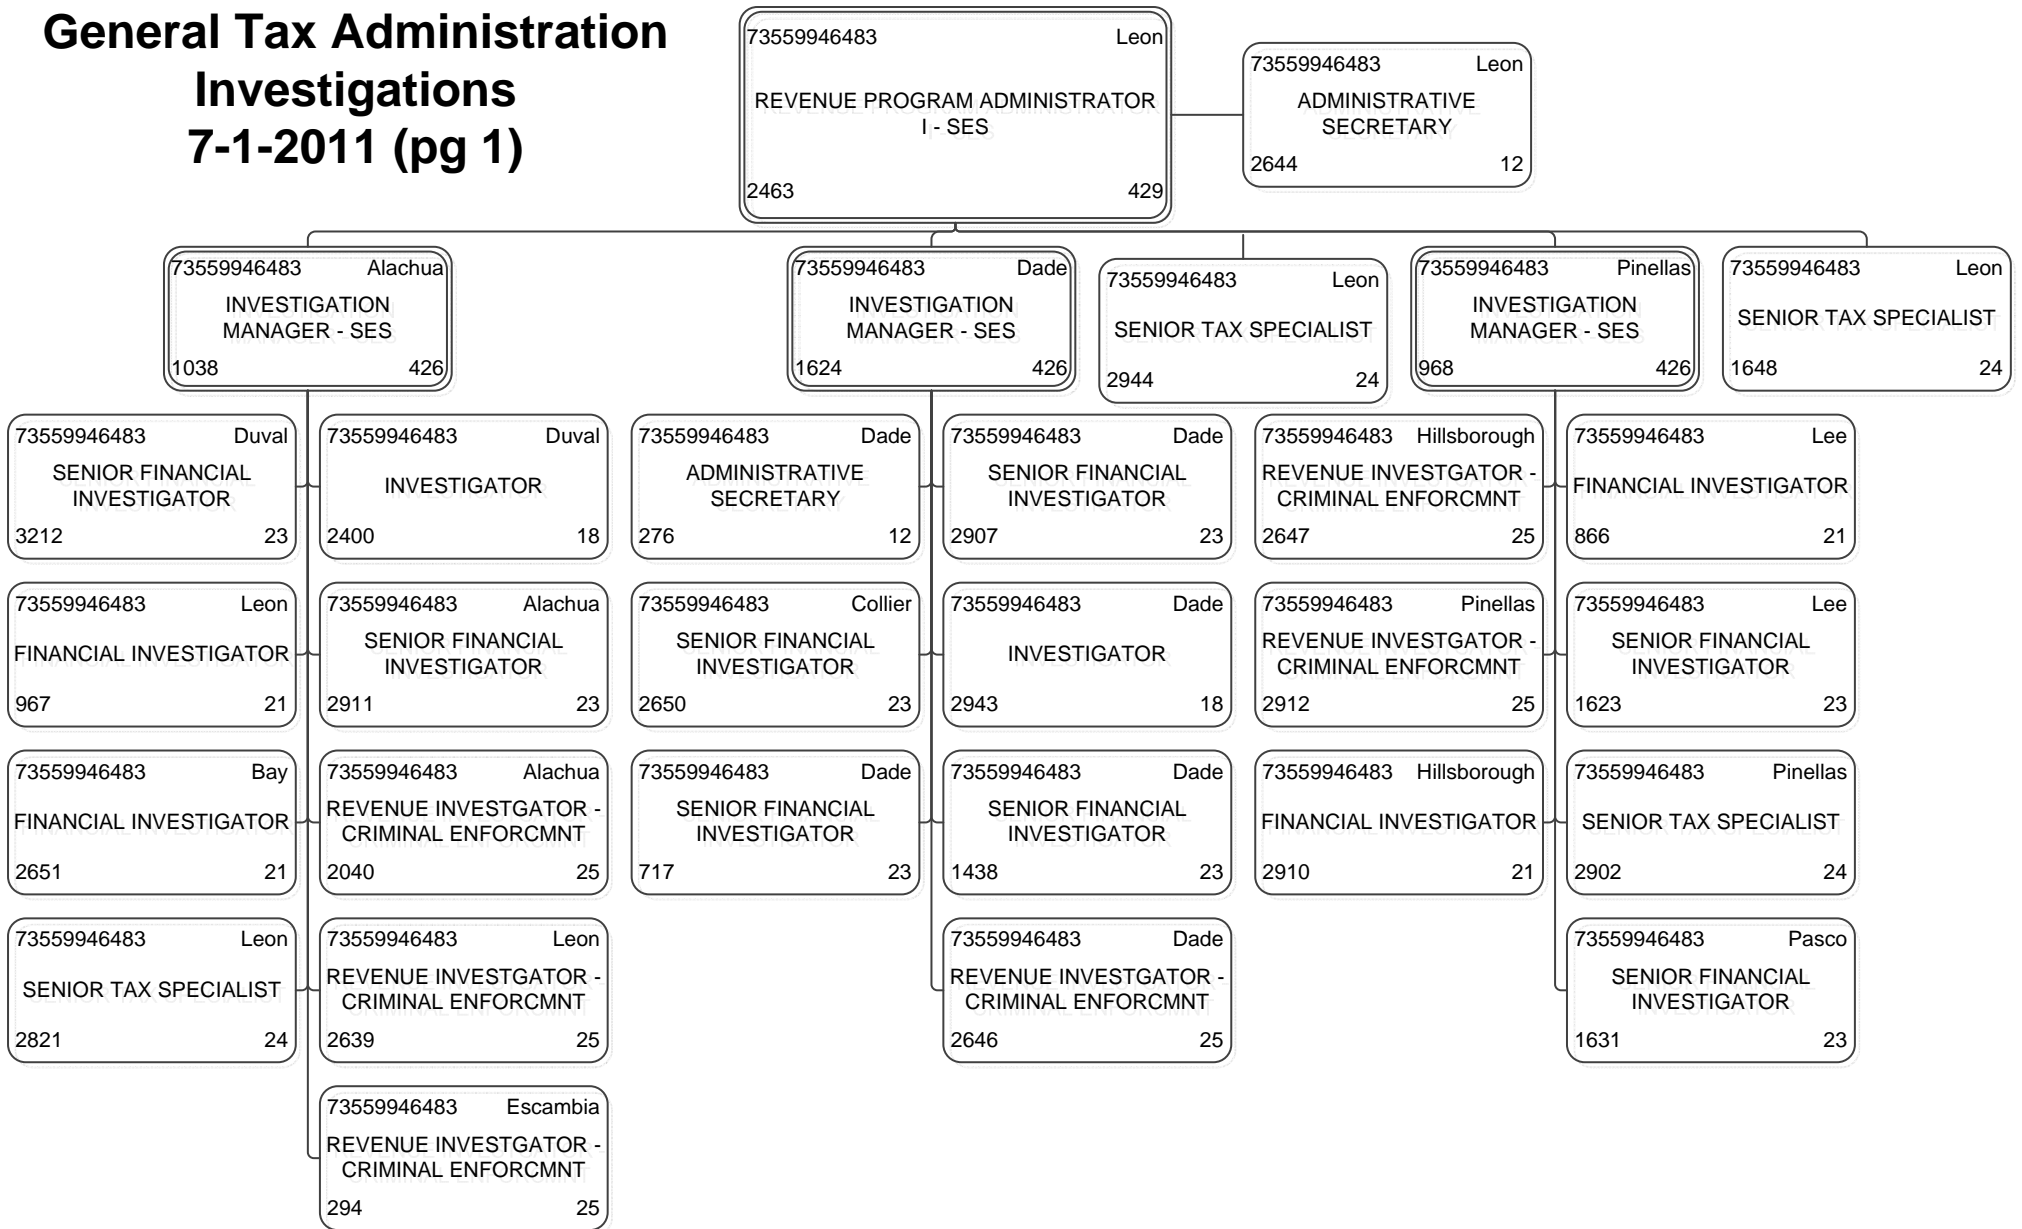 General Tax Administration
Investigations
7-1-2011 (pg 1)
73559946483 Leon
REVENUE PROGRAM ADMINISTRATOR
I - SES
2463 429
73559946483 Leon
ADMINISTRATIVE
SECRETARY
2644 12
73559946483 Alachua
INVESTIGATION
MANAGER - SES
1038 426
73559946483 Dade
INVESTIGATION
MANAGER - SES
1624 426
73559946483 Leon
SENIOR TAX SPECIALIST
2944 24
73559946483 Pinellas
INVESTIGATION
MANAGER - SES
968 426
73559946483 Leon
SENIOR TAX SPECIALIST
1648 24
73559946483 Duval
SENIOR FINANCIAL
INVESTIGATOR
3212 23
73559946483 Duval
INVESTIGATOR
2400 18
73559946483 Dade
ADMINISTRATIVE
SECRETARY
276 12
73559946483 Dade
SENIOR FINANCIAL
INVESTIGATOR
2907 23
73559946483 Hillsborough
REVENUE INVESTGATOR -
CRIMINAL ENFORCMNT
2647 25
73559946483 Lee
FINANCIAL INVESTIGATOR
866 21
73559946483 Leon
FINANCIAL INVESTIGATOR
967 21
73559946483 Alachua
SENIOR FINANCIAL
INVESTIGATOR
2911 23
73559946483 Collier
SENIOR FINANCIAL
INVESTIGATOR
2650 23
73559946483 Dade
INVESTIGATOR
2943 18
73559946483 Pinellas
REVENUE INVESTGATOR -
CRIMINAL ENFORCMNT
2912 25
73559946483 Lee
SENIOR FINANCIAL
INVESTIGATOR
1623 23
73559946483 Bay
FINANCIAL INVESTIGATOR
2651 21
73559946483 Alachua
REVENUE INVESTGATOR -
CRIMINAL ENFORCMNT
2040 25
73559946483 Dade
SENIOR FINANCIAL
INVESTIGATOR
717 23
73559946483 Dade
SENIOR FINANCIAL
INVESTIGATOR
1438 23
73559946483 Hillsborough
FINANCIAL INVESTIGATOR
2910 21
73559946483 Pinellas
SENIOR TAX SPECIALIST
2902 24
73559946483 Leon
SENIOR TAX SPECIALIST
2821 24
73559946483 Leon
REVENUE INVESTGATOR -
CRIMINAL ENFORCMNT
2639 25
73559946483 Dade
REVENUE INVESTGATOR -
CRIMINAL ENFORCMNT
2646 25
73559946483 Pasco
SENIOR FINANCIAL
INVESTIGATOR
1631 23
73559946483 Escambia
REVENUE INVESTGATOR -
CRIMINAL ENFORCMNT
294 25